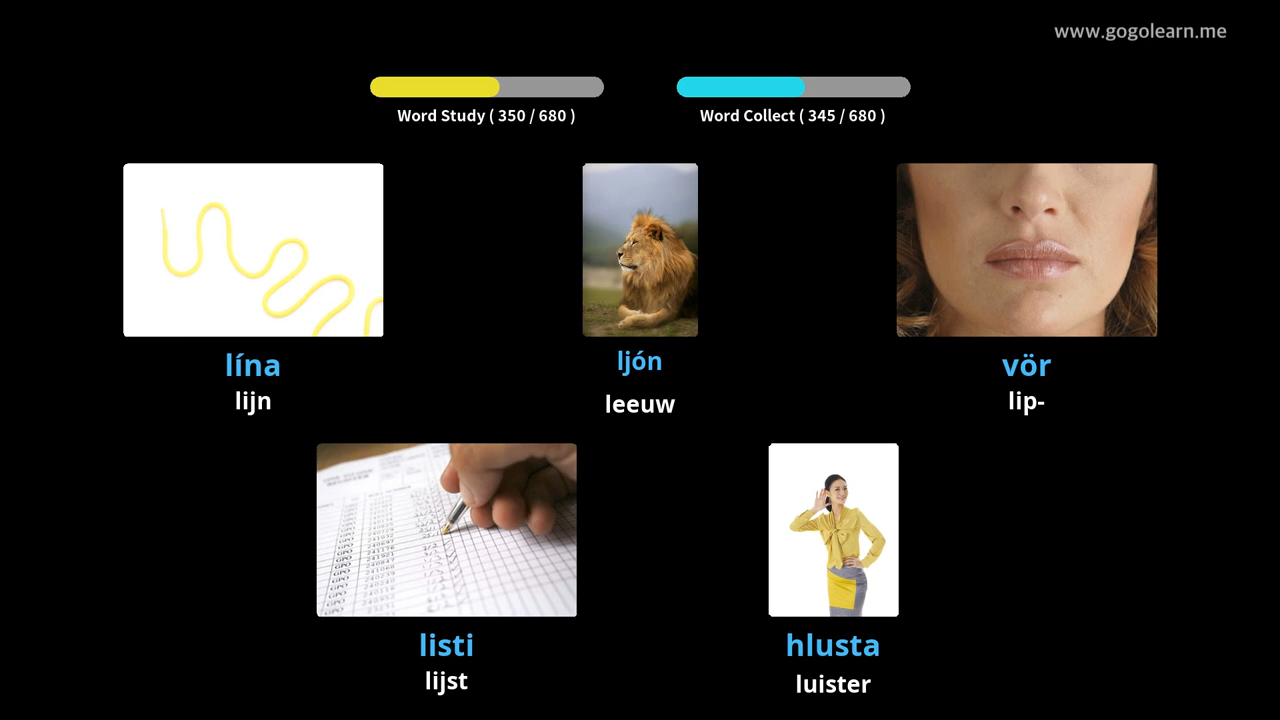 www.gogolearn.me
Word Study ( 350 / 680 )
Word Collect ( 345 / 680 )
lína
lijn
ljón
leeuw
vör
lip-
listi
lijst
hlusta
luister